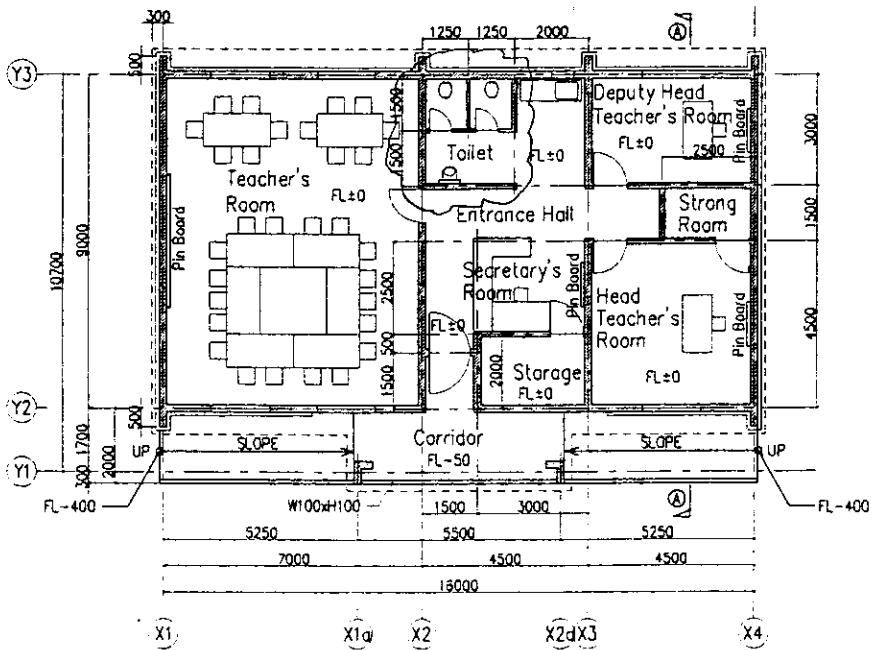 300
1250 1250 2000
A
500
Y3
Deputy Head
Teacher's Room
FL±0
Pin Board
2500
3000
1500
1500
Toilet
FL±0
Teacher's
Room
FL±0
Entrance Hall
Strong
Room
1500
Pin Board
9000
10700
2500
Secretary's
Room
Pin Board
Head
Teacher's
Room
Pin Board
4500
FL±0
500
1500
2000
Storage
FL±0
FL±0
Y2
500
1700
2000
UP
SLOPE
Corridor
FL-50
SLOPE
UP
Y1
300
FL-400
W100xH100
1500 3000
A
FL-400
5250 5500 5250
7000 4500 4500
16000
X1 X1a X2 X2d X3 X4